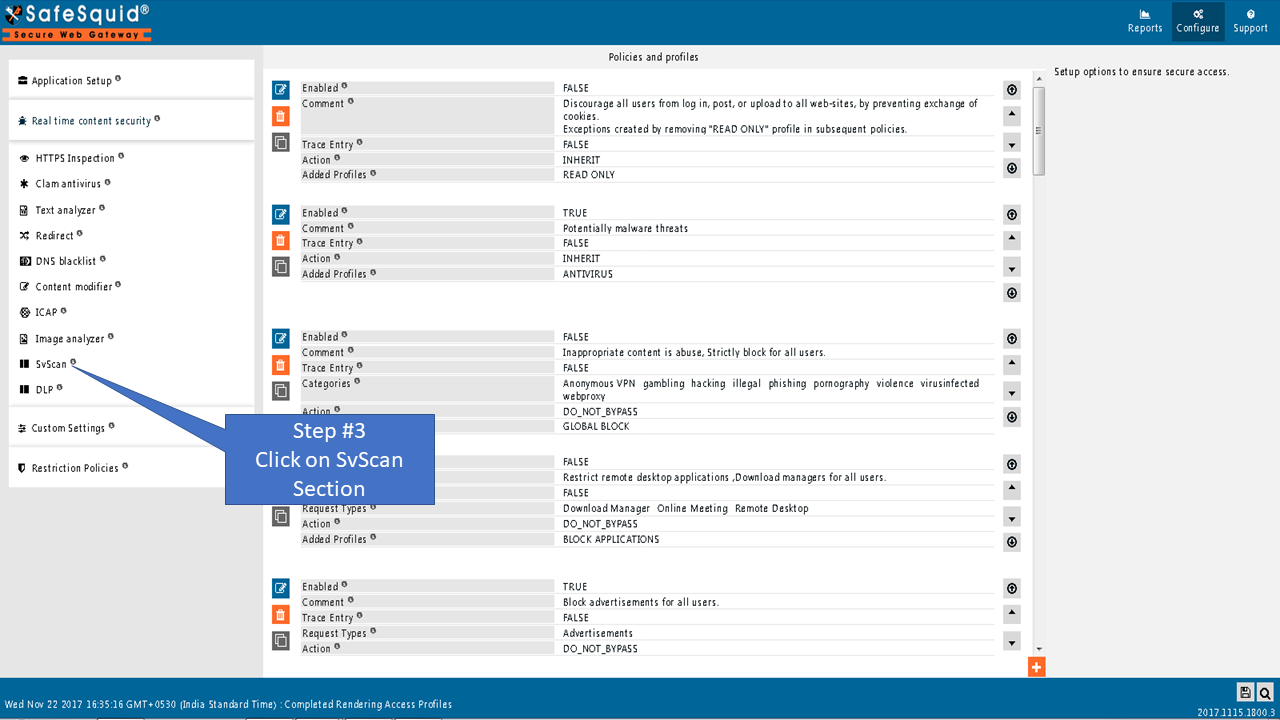 SafeSquid®
Secure Web Gateway
Reports
Configure
Support
Policies and profiles
Setup options to ensure secure access.
Application Setup
Real time content security
HTTPS Inspection
Clam antivirus
Text analyzer
Redirect
DNS blacklist
Content modifier
ICAP
Image analyzer
SvScan
DLP
Custom Settings
Restriction Policies
Step #3
Click on SvScan
Section
Enabled FALSE
Comment Discourage all users from log in, post, or upload to all web-sites, by preventing exchange of
cookies.
Exceptions created by removing "READ ONLY" profile in subsequent policies.
Trace Entry FALSE
Action INHERIT
Added Profiles READ ONLY
Enabled TRUE
Comment Potentially malware threats
Trace Entry FALSE
Action INHERIT
Added Profiles ANTIVIRUS
Enabled FALSE
Comment Inappropriate content is abuse, Strictly block for all users.
Trace Entry FALSE
Categories Anonymous VPN gambling hacking illegal phishing pornography violence virusinfected
webproxy
Action DO_NOT_BYPASS
GLOBAL BLOCK
FALSE
Restrict remote desktop applications ,Download managers for all users.
FALSE
Request Types Download Manager Online Meeting Remote Desktop
Action DO_NOT_BYPASS
Added Profiles BLOCK APPLICATIONS
Enabled TRUE
Comment Block advertisements for all users.
Trace Entry FALSE
Request Types Advertisements
Action DO_NOT_BYPASS
Wed Nov 22 2017 16:35:16 GMT+0530 (India Standard Time) : Completed Rendering Access Profiles
2017.1115.1800.3